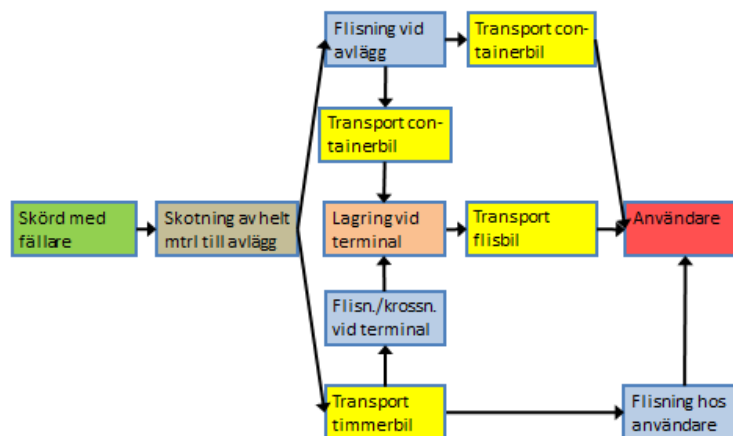 Flisning vid
avlägg
Transport con-
tainerbil
Transport con-
tainerbil
Skörd med
fällare
Skotning av helt
mtrl till avlägg
Lagring vid
terminal
Transport
flisbil
Användare
Flisn./krossn.
vid terminal
Transport
timmerbil
Flisning hos
användare